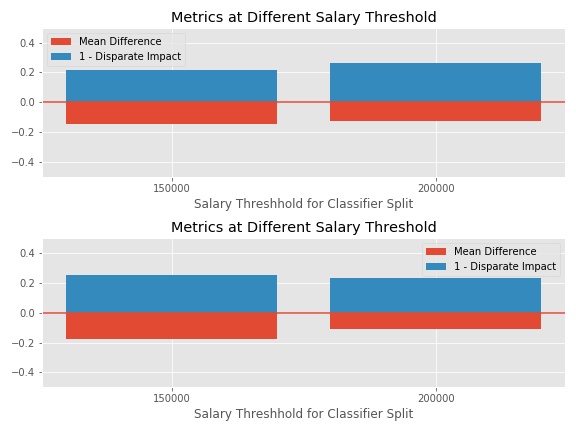 Metrics at Different Salary Threshold
0.4
0.2
0.0
−0.2
−0.4
Mean Difference
1 - Disparate Impact
150000
200000
Salary Threshhold for Classifier Split
Metrics at Different Salary Threshold
0.4
0.2
0.0
−0.2
−0.4
Mean Difference
1 - Disparate Impact
150000
200000
Salary Threshhold for Classifier Split